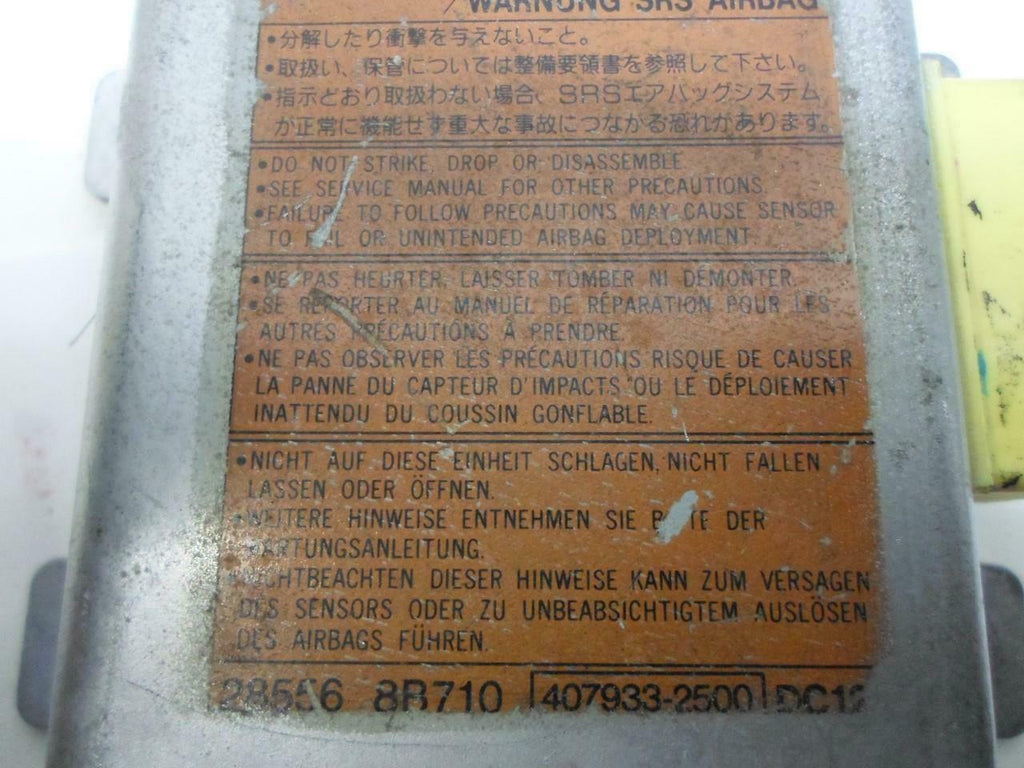 /WARNUNG SRS AIRBAG
•分解したり衝撃を与えないこと。
•取扱い、保管については整備要領書を参照して下さい。
•指示どおり取扱わない場合、SRSエアバッグシステム
が正常に機能せず重大な事故につながる恐れがあります。
•DO NOT STRIKE, DROP OR DISASSEMBLE.
•SEE SERVICE MANUAL FOR OTHER PRECAUTIONS.
•FAILURE TO FOLLOW PRECAUTIONS MAY CAUSE SENSOR
TO FAIL OR UNINTENDED AIRBAG DEPLOYMENT.
•NE PAS HEURTER, LAISSER TOMBER NI DÉMONTER.
•SE REPORTER AU MANUEL DE RÉPARATION POUR LES
AUTRES PRÉCAUTIONS À PRENDRE.
•NE PAS OBSERVER LES PRÉCAUTIONS RISQUE DE CAUSER
LA PANNE DU CAPTEUR D'IMPACTS OU LE DÉPLOIEMENT
INATTENDU DU COUSSIN GONFLABLE.
•NICHT AUF DIESE EINHEIT SCHLAGEN, NICHT FALLEN
LASSEN ODER ÖFFNEN.
•WEITERE HINWEISE ENTNEHMEN SIE BITTE DER
WARTUNGSANLEITUNG.
•NICHTBEACHTEN DIESER HINWEISE KANN ZUM VERSAGEN
DES SENSORS ODER ZU UNBEABSICHTIGTEM AUSLÖSEN
DES AIRBAGS FÜHREN.
28556 8B710 407933-2500 DC12